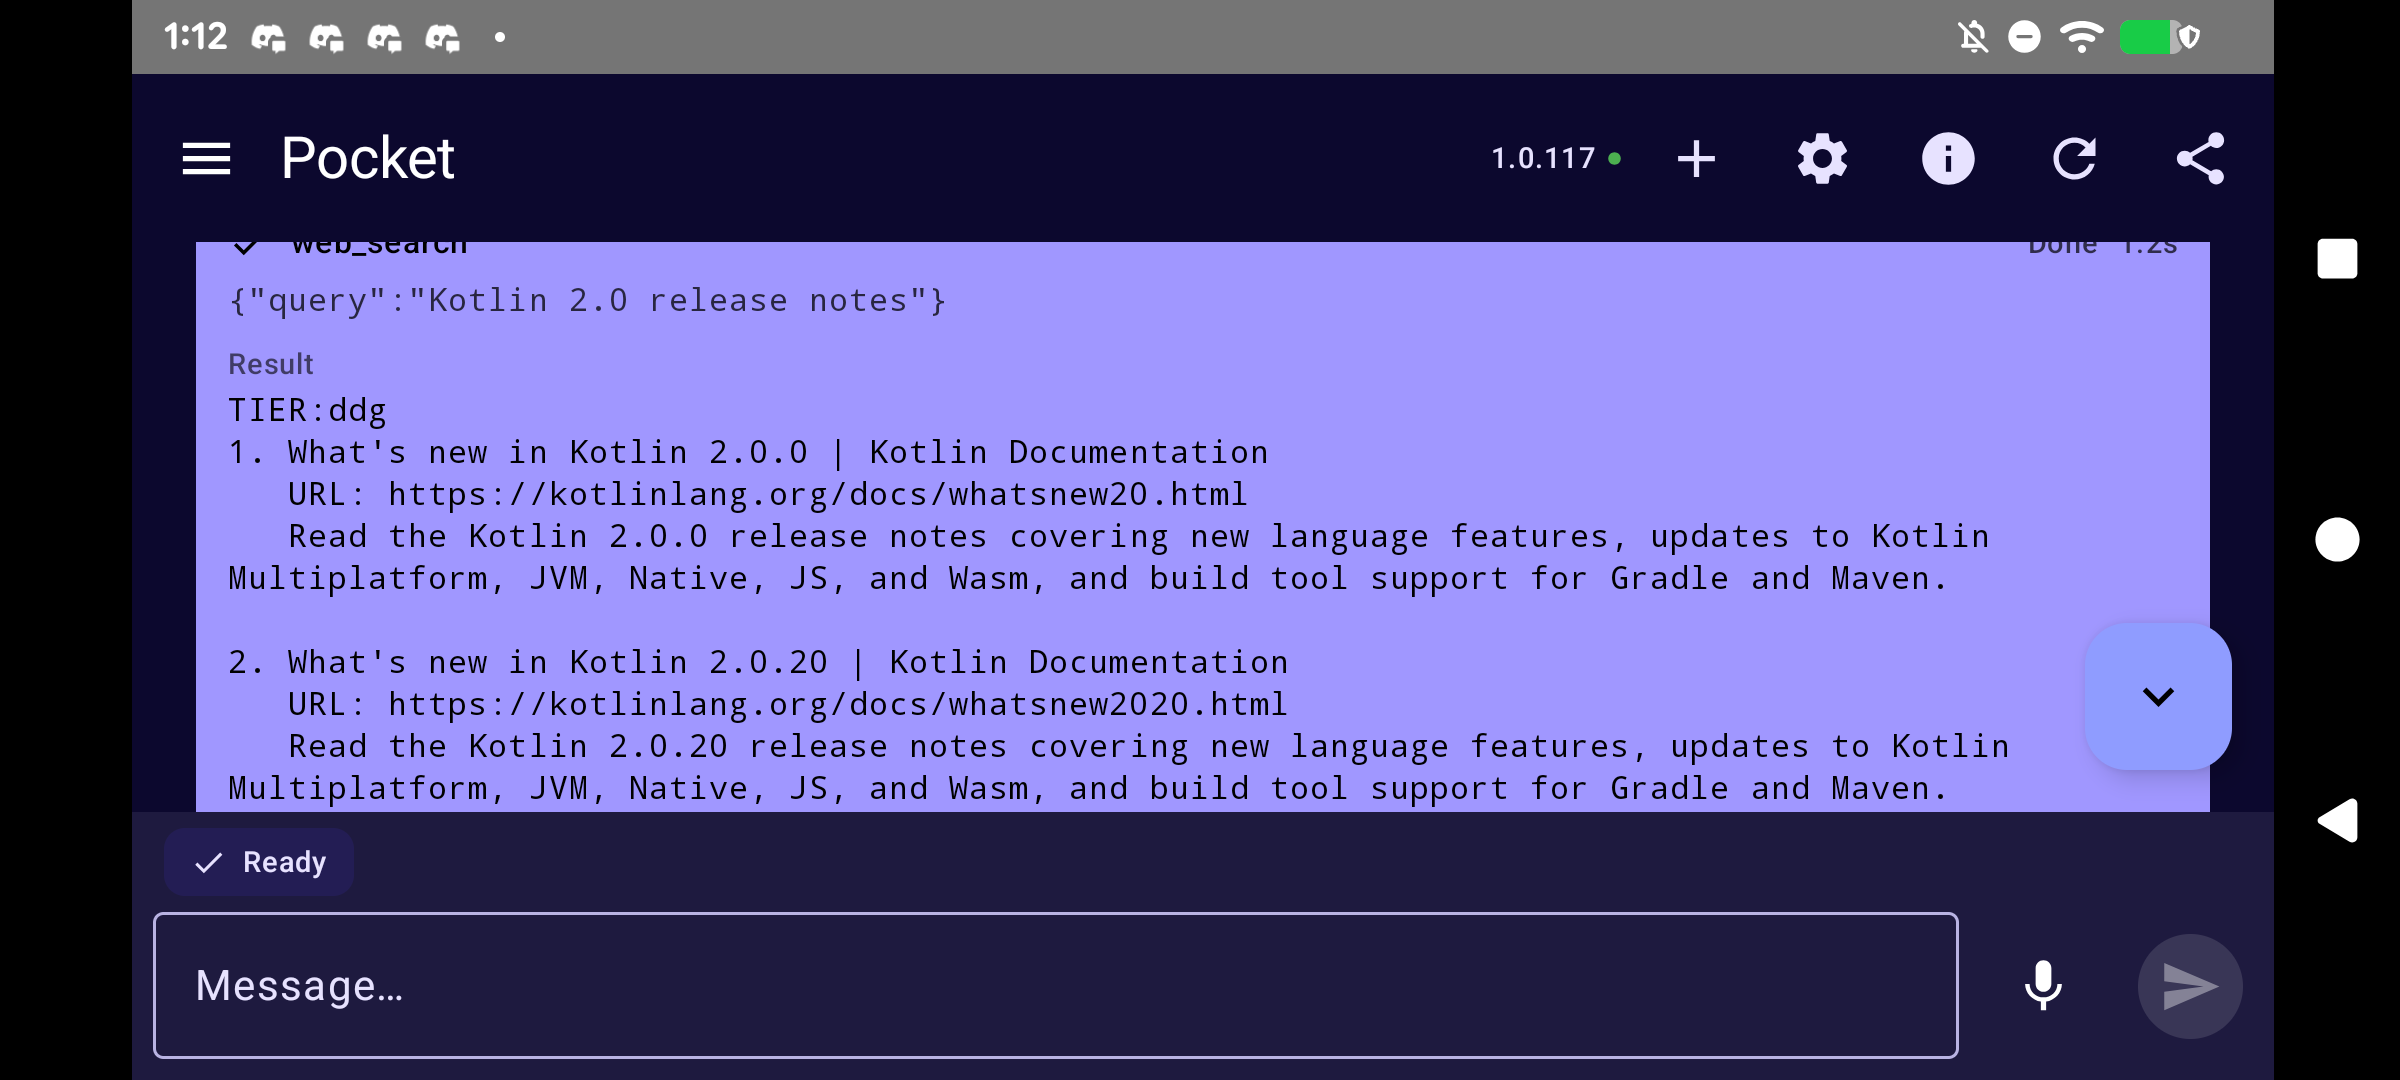 1:12
Pocket
1.0.117
web_search
Done 1.2s
{"query":"Kotlin 2.0 release notes"}
Result
TIER:ddg
1. What's new in Kotlin 2.0.0 | Kotlin Documentation
URL: https://kotlinlang.org/docs/whatsnew20.html
Read the Kotlin 2.0.0 release notes covering new language features, updates to Kotlin
Multiplatform, JVM, Native, JS, and Wasm, and build tool support for Gradle and Maven.
2. What's new in Kotlin 2.0.20 | Kotlin Documentation
URL: https://kotlinlang.org/docs/whatsnew2020.html
Read the Kotlin 2.0.20 release notes covering new language features, updates to Kotlin
Multiplatform, JVM, Native, JS, and Wasm, and build tool support for Gradle and Maven.
Ready
Message…